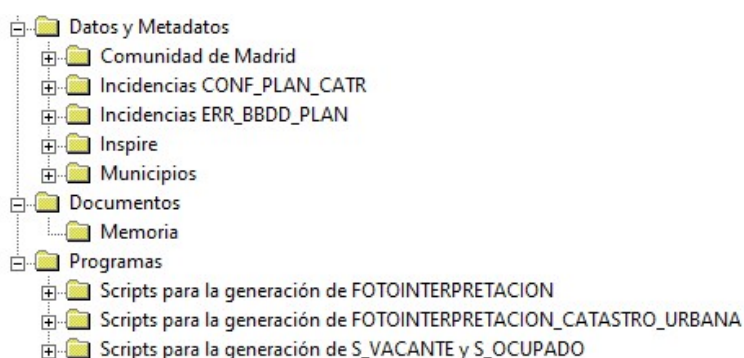 Datos y Metadatos
Comunidad de Madrid
Incidencias CONF_PLAN_CATR
Incidencias ERR_BBDD_PLAN
Inspire
Municipios
Documentos
Memoria
Programas
Scripts para la generación de FOTOINTERPRETACION
Scripts para la generación de FOTOINTERPRETACION_CATASTRO_URBANA
Scripts para la generación de S_VACANTE y S_OCUPADO